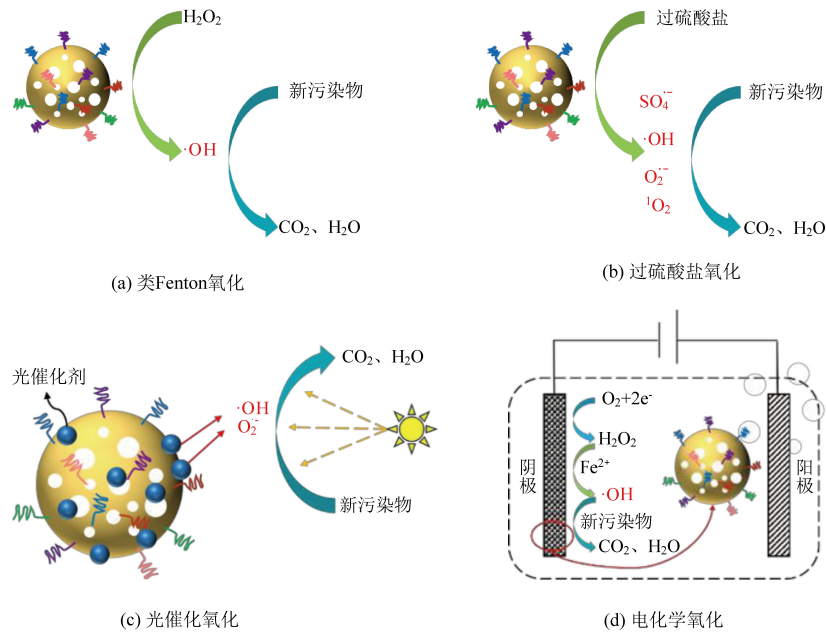 H₂O₂
新污染物
·OH
CO₂、H₂O
(a) 类Fenton氧化
过硫酸盐
新污染物
SO₄·⁻
·OH
O₂·⁻
¹O₂
CO₂、H₂O
(b) 过硫酸盐氧化
光催化剂
CO₂、H₂O
·OH
O₂·⁻
新污染物
(c) 光催化氧化
O₂+2e⁻
H₂O₂
Fe²⁺
·OH
新污染物
CO₂、H₂O
阴极
阳极
(d) 电化学氧化